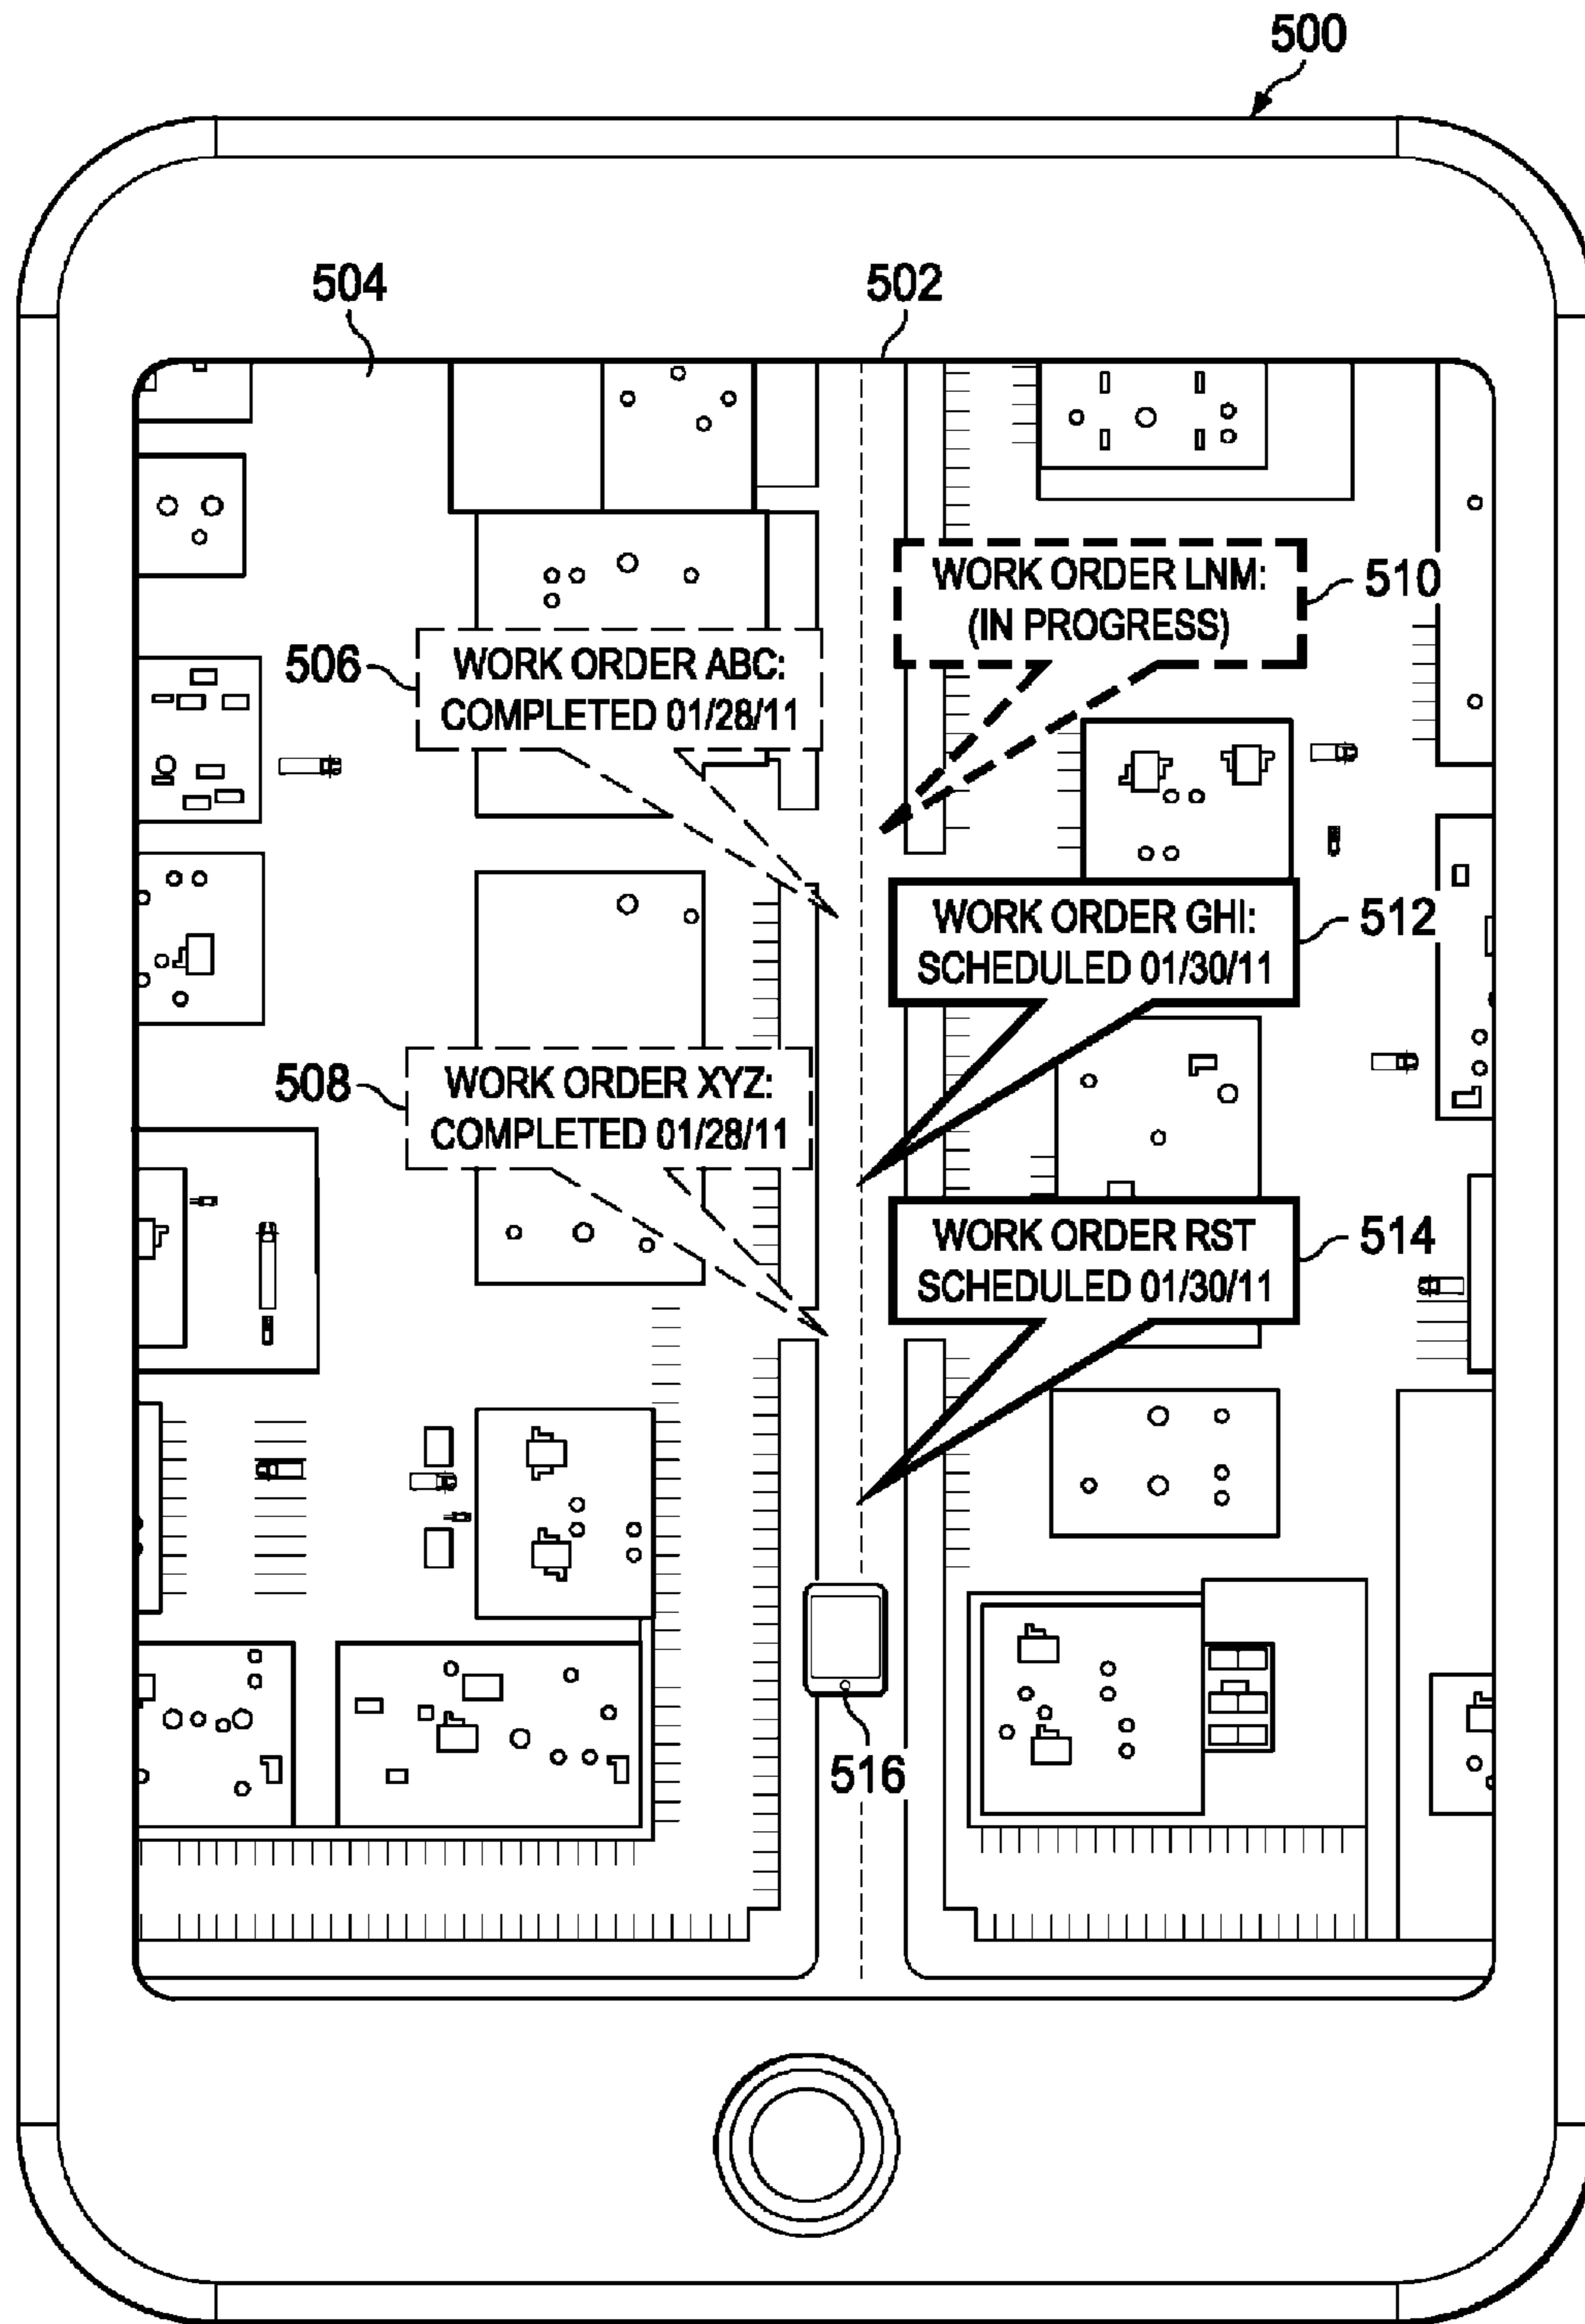 500
504
502
WORK ORDER LNM:
(IN PROGRESS)
510
506
WORK ORDER ABC:
COMPLETED 01/28/11
WORK ORDER GHI:
SCHEDULED 01/30/11
512
508
WORK ORDER XYZ:
COMPLETED 01/28/11
WORK ORDER RST
SCHEDULED 01/30/11
514
516